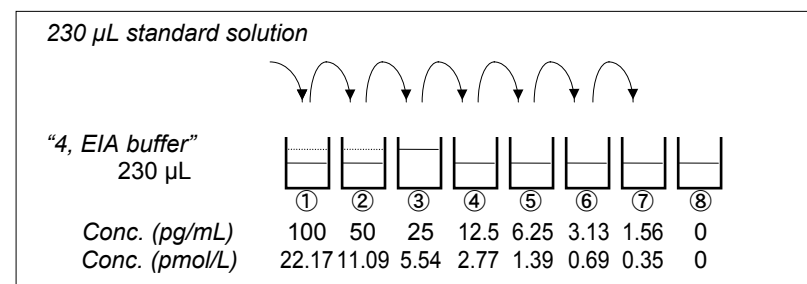 230 µL standard solution
“4, EIA buffer”
230 µL
① ② ③ ④ ⑤ ⑥ ⑦ ⑧
Conc. (pg/mL) 100 50 25 12.5 6.25 3.13 1.56 0
Conc. (pmol/L) 22.17 11.09 5.54 2.77 1.39 0.69 0.35 0